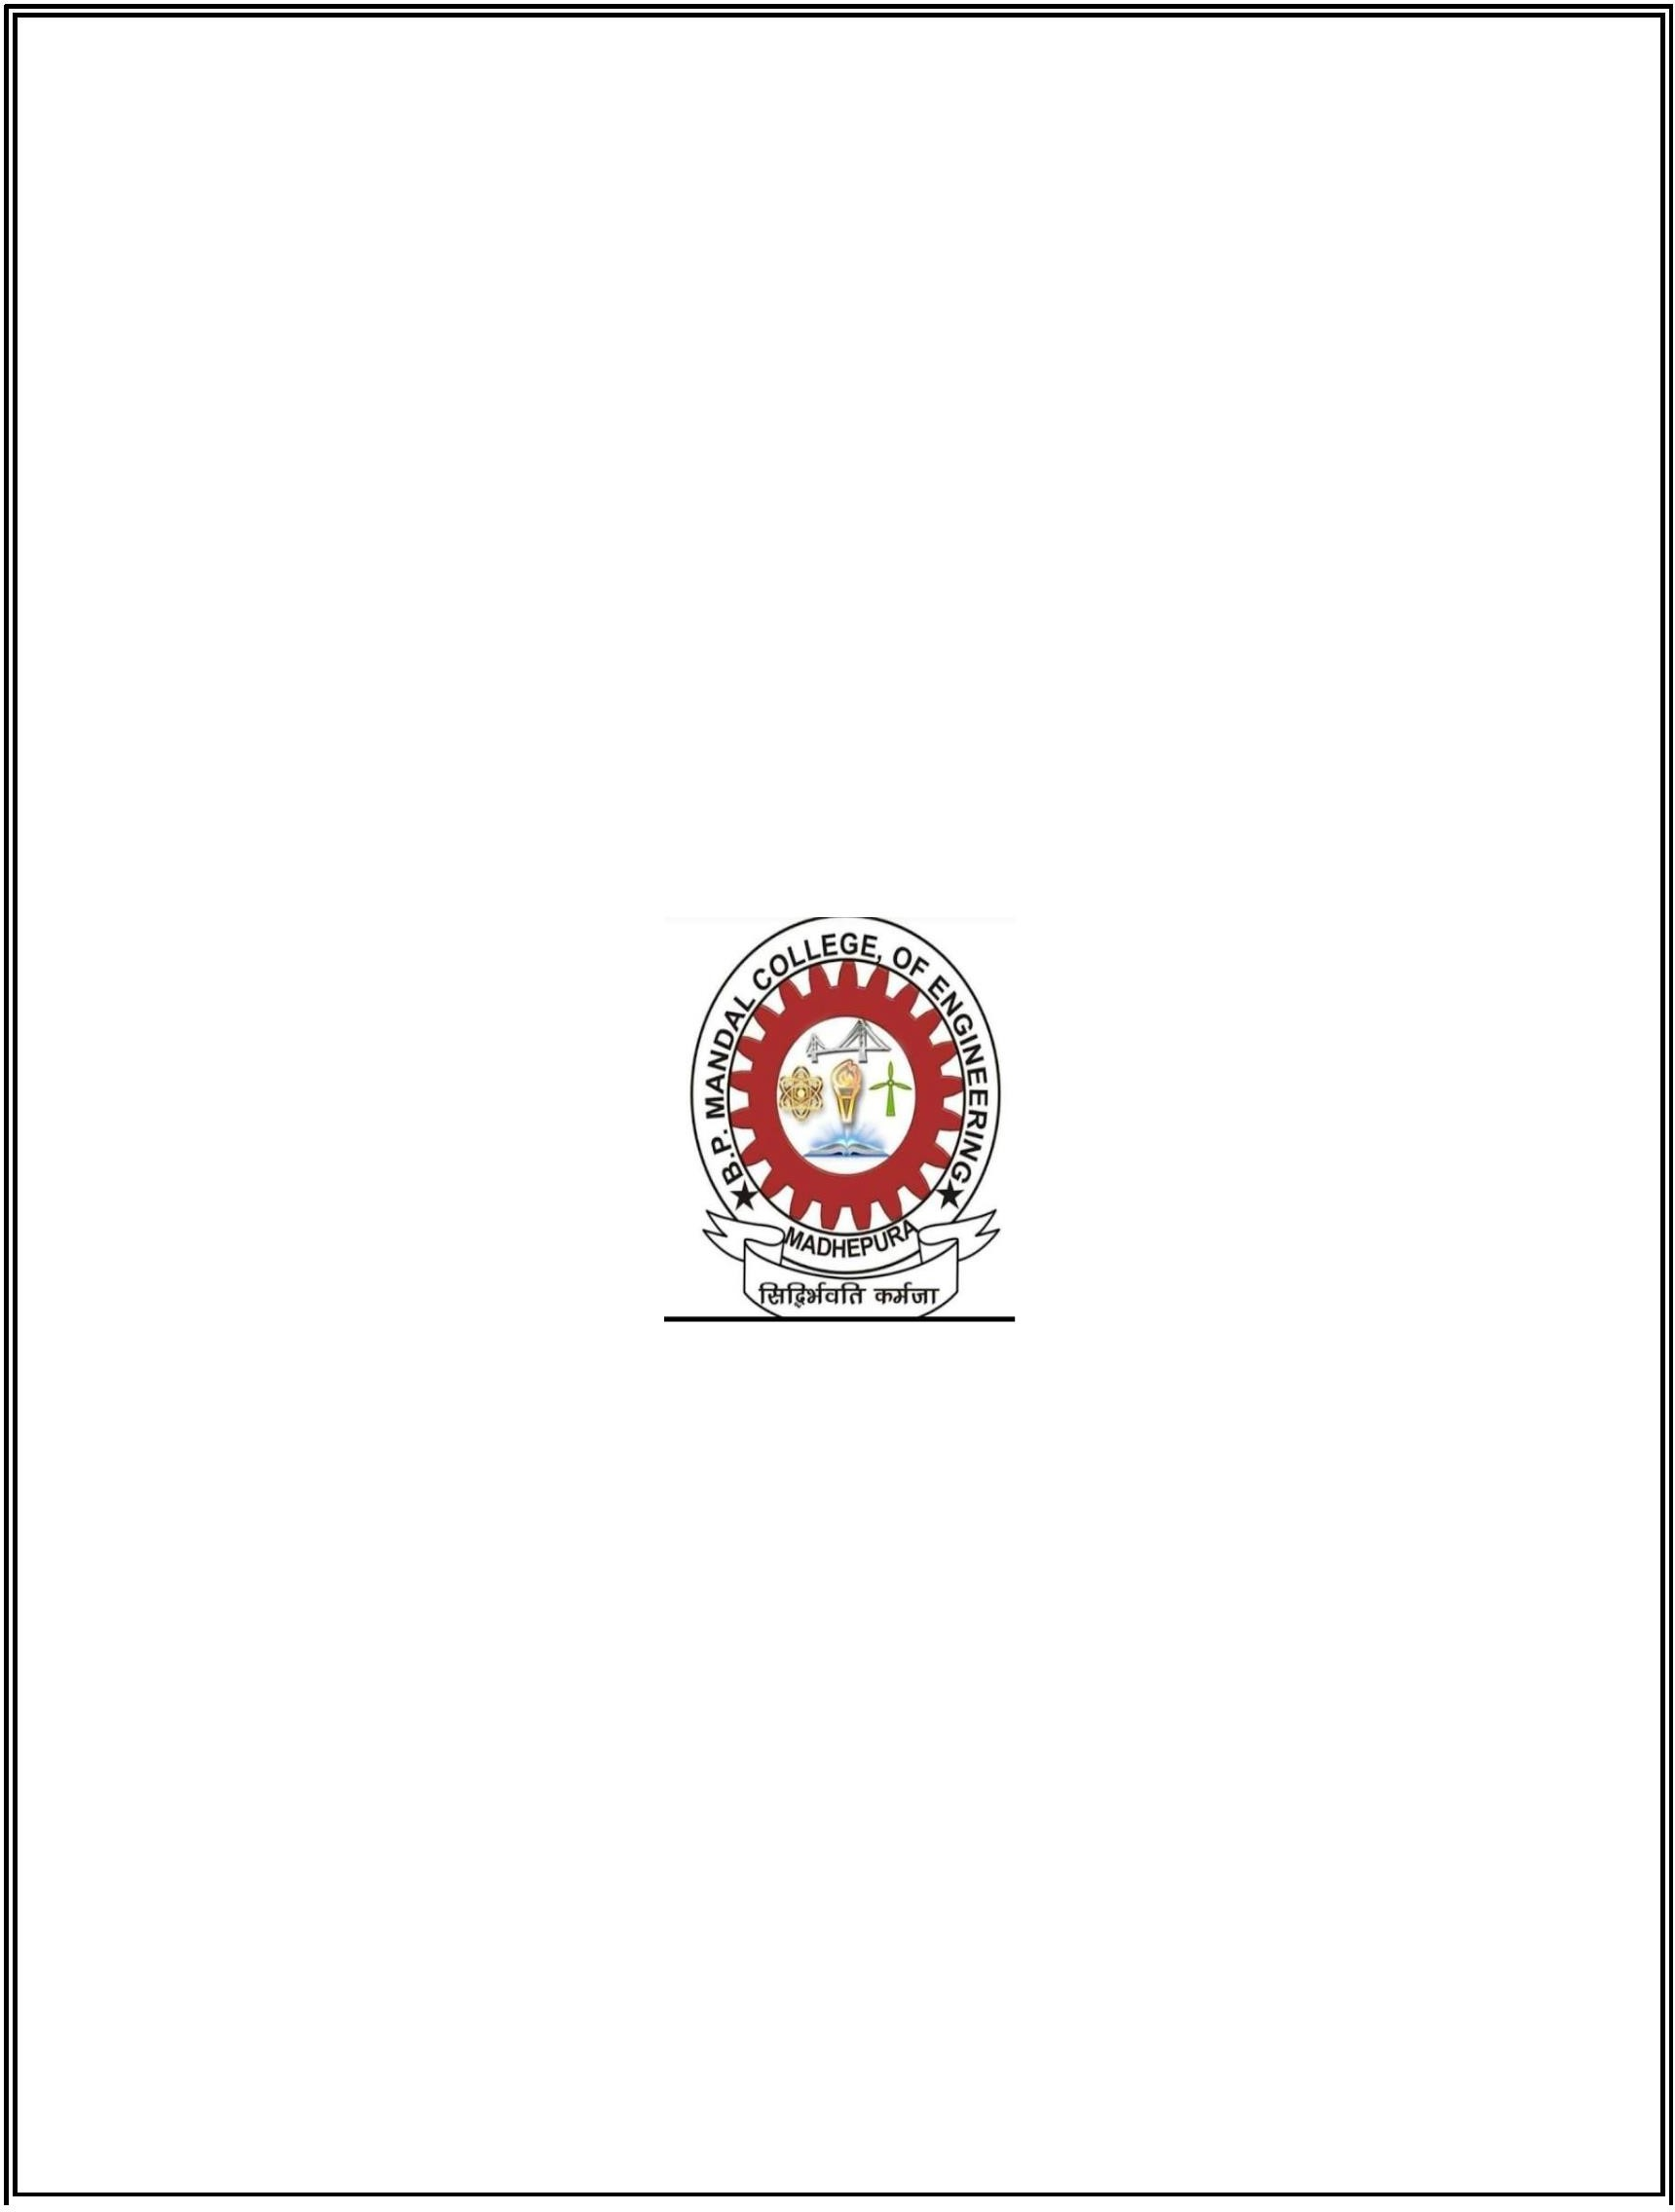 B.P. MANDAL COLLEGE, OF ENGINEERING
MADHEPURA
सिद्धिर्भवति कर्मजा